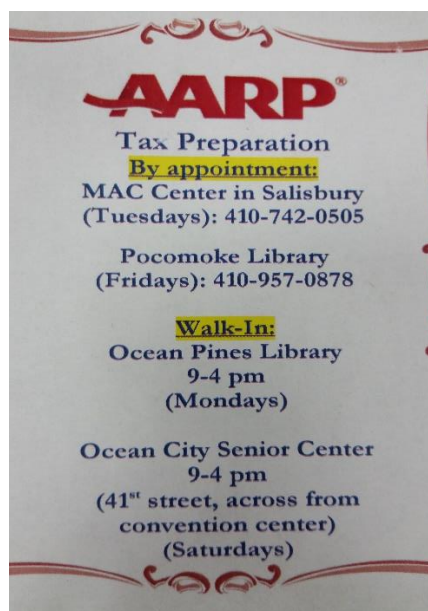 AARP®
Tax Preparation
By appointment:
MAC Center in Salisbury
(Tuesdays): 410-742-0505
Pocomoke Library
(Fridays): 410-957-0878
Walk-In:
Ocean Pines Library
9-4 pm
(Mondays)
Ocean City Senior Center
9-4 pm
(41st street, across from
convention center)
(Saturdays)